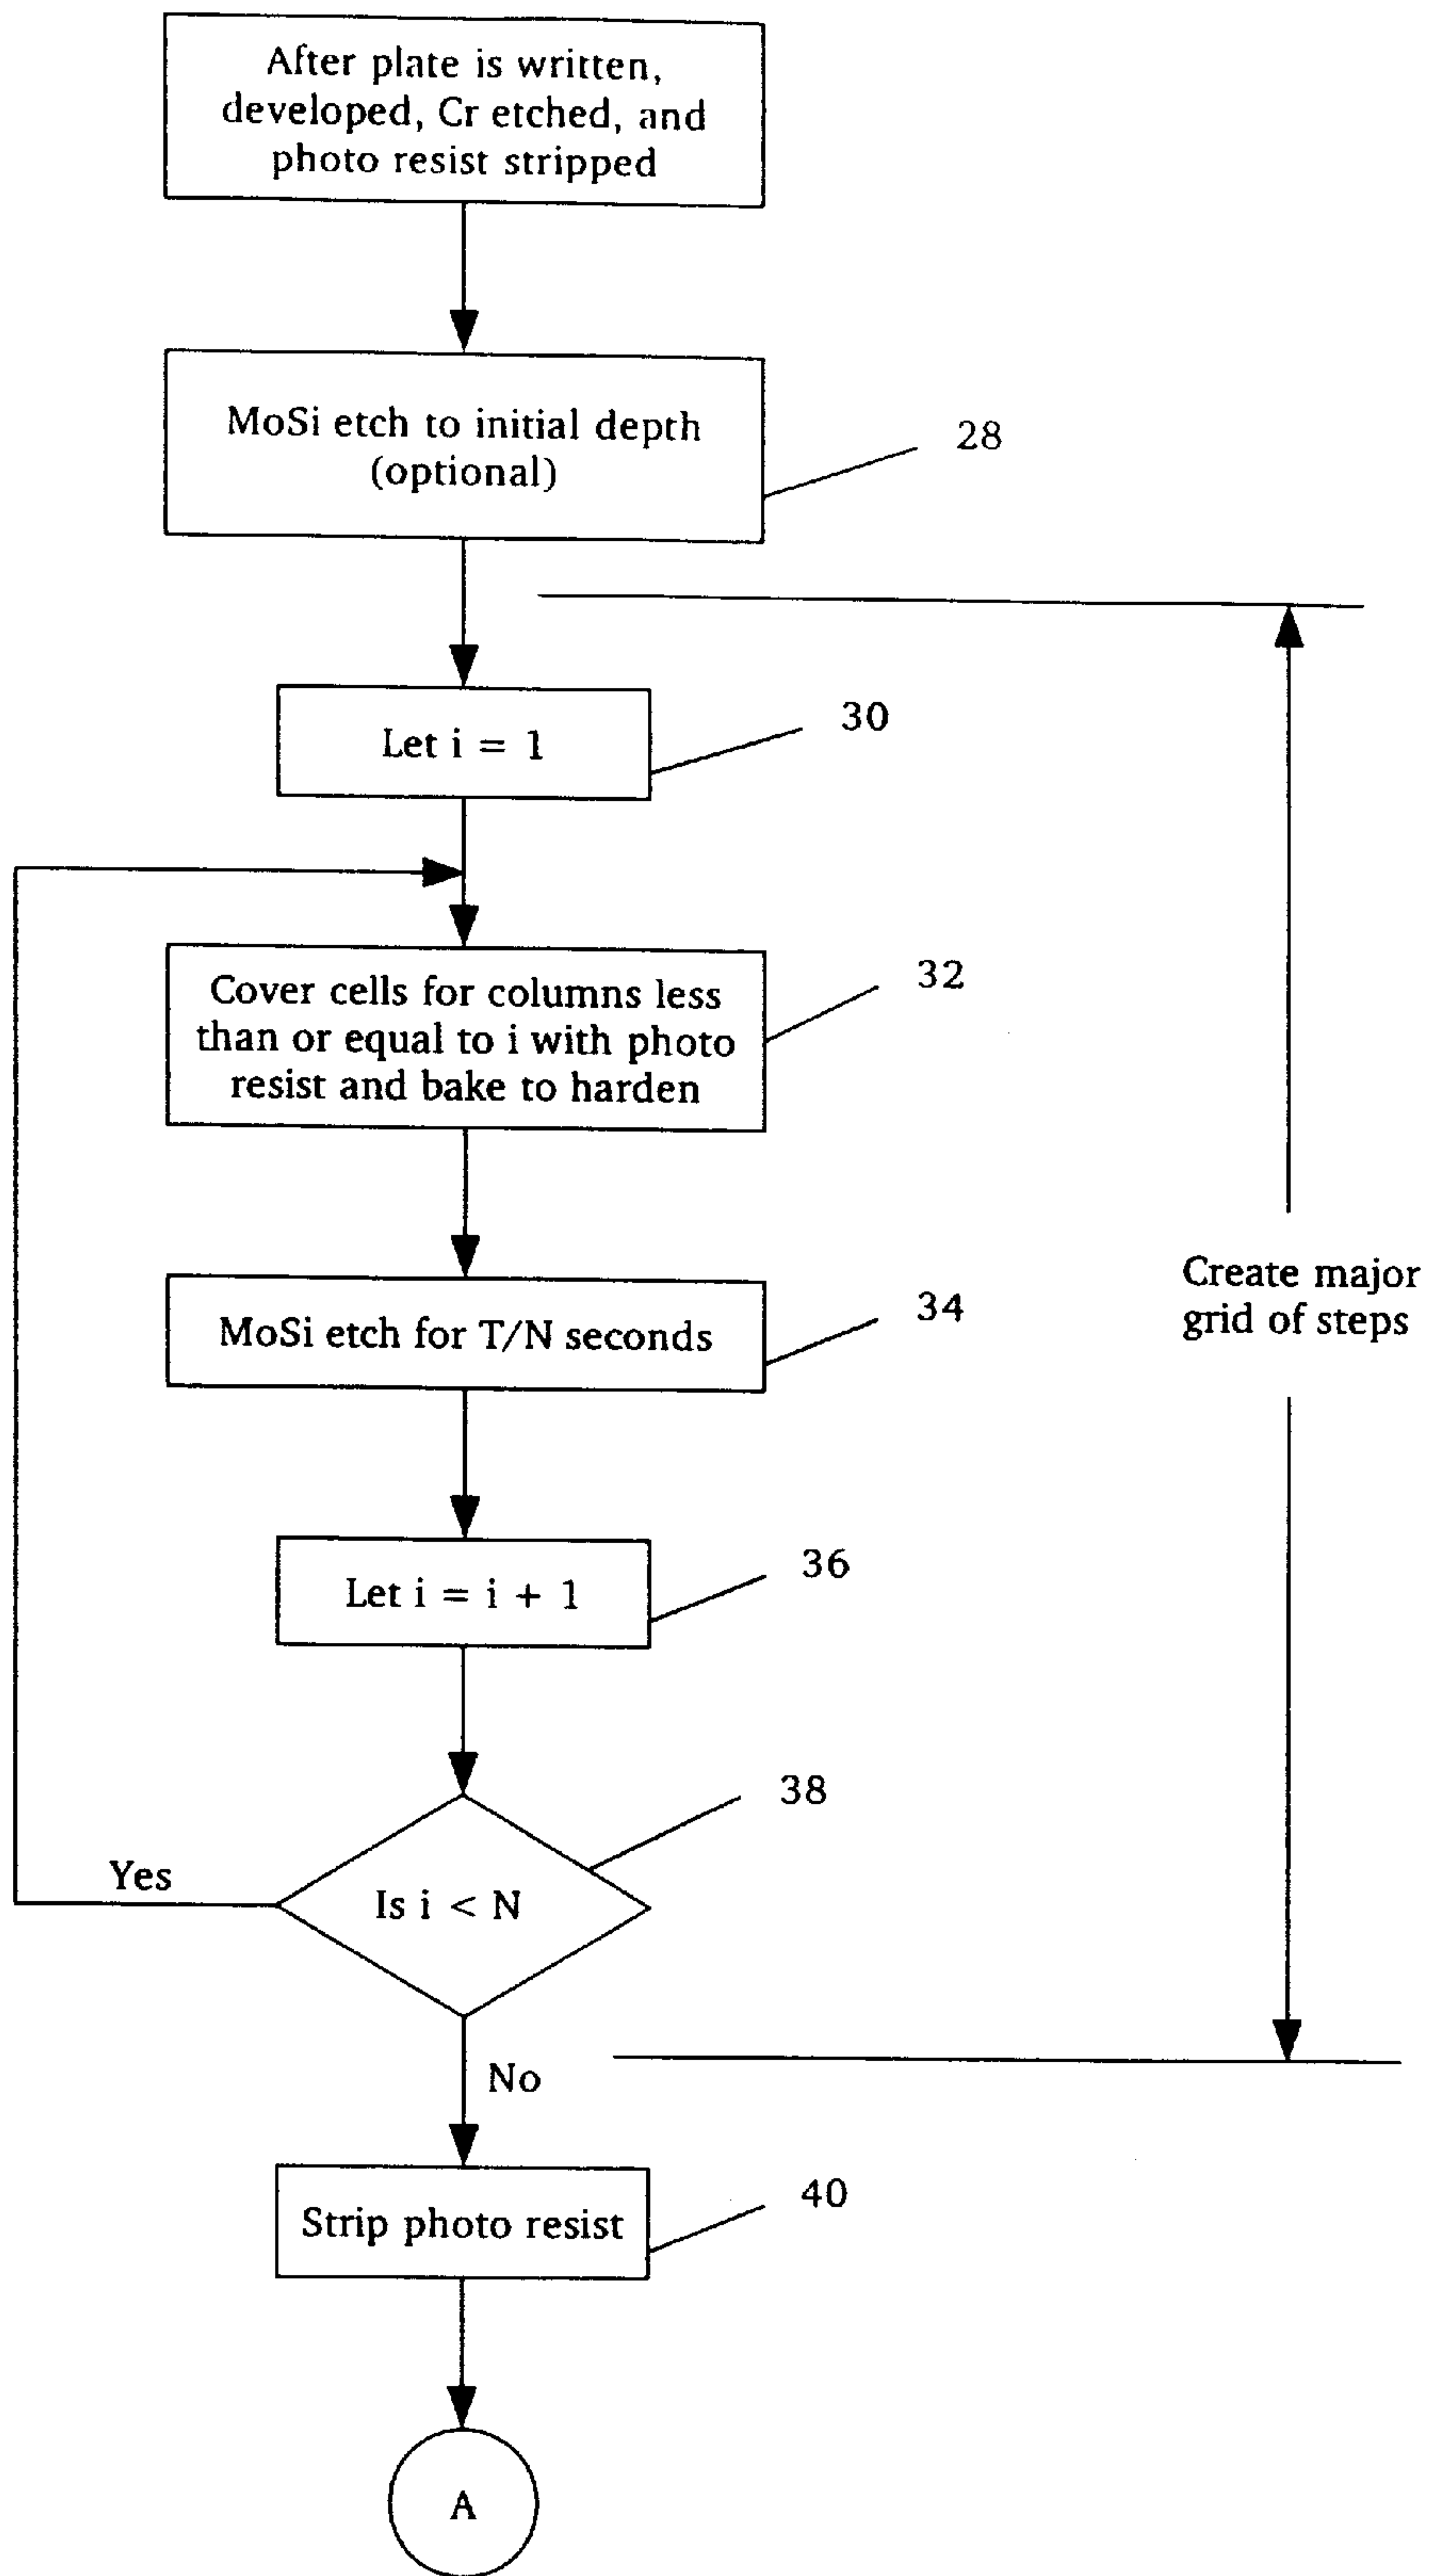 After plate is written,
developed, Cr etched, and
photo resist stripped
MoSi etch to initial depth
(optional)
28
Let i = 1
30
Cover cells for columns less
than or equal to i with photo
resist and bake to harden
32
MoSi etch for T/N seconds
34
Create major
grid of steps
Let i = i + 1
36
Is i < N
38
Yes
No
Strip photo resist
40
A